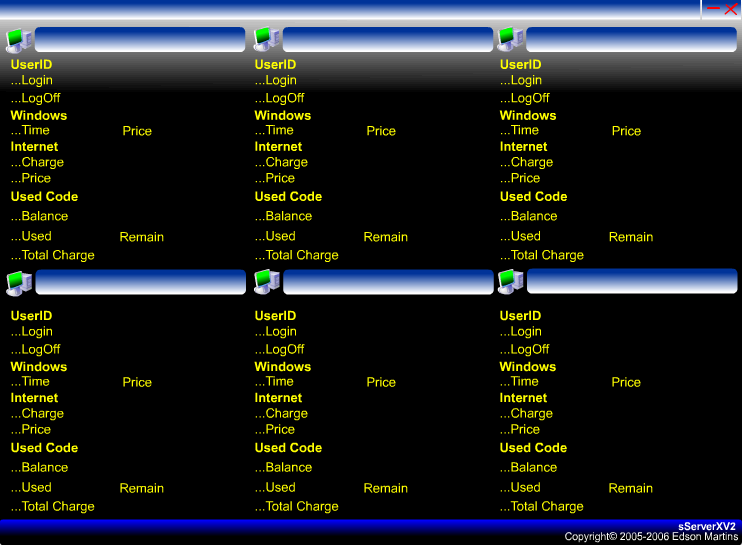 UserID UserID UserID
...Login ...Login ...Login
...LogOff ...LogOff ...LogOff
Windows Windows Windows
...Time Price ...Time Price ...Time Price
Internet Internet Internet
...Charge ...Charge ...Charge
...Price ...Price ...Price
Used Code Used Code Used Code
...Balance ...Balance ...Balance
...Used Remain ...Used Remain ...Used Remain
...Total Charge ...Total Charge ...Total Charge
UserID UserID UserID
...Login ...Login ...Login
...LogOff ...LogOff ...LogOff
Windows Windows Windows
...Time Price ...Time Price ...Time Price
Internet Internet Internet
...Charge ...Charge ...Charge
...Price ...Price ...Price
Used Code Used Code Used Code
...Balance ...Balance ...Balance
...Used Remain ...Used Remain ...Used Remain
...Total Charge ...Total Charge ...Total Charge
sServerXV2
Copyright© 2005-2006 Edson Martins